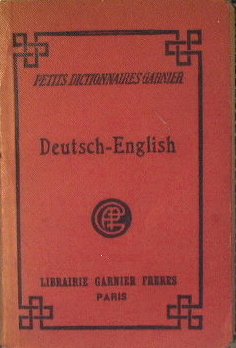 PETITS DICTIONNAIRES GARNIER
Deutsch-English
LIBRAIRIE GARNIER FRERES
PARIS